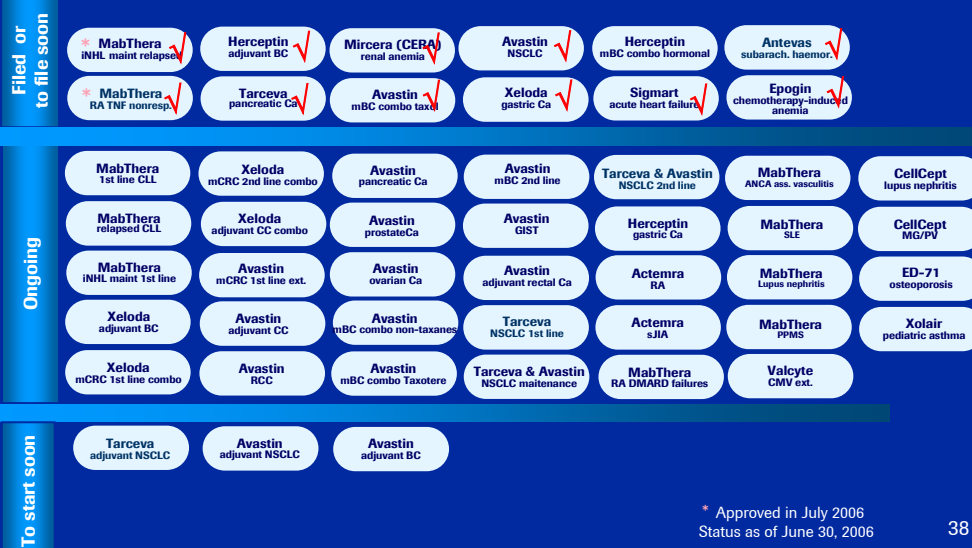 Filed or
to file soon
* MabThera
iNHL maint relapsed
Herceptin
adjuvant BC
Mircera (CERA)
renal anemia
Avastin
NSCLC
Herceptin
mBC combo hormonal
Antevas
subarach. haemor.
* MabThera
RA TNF nonresp.
Tarceva
pancreatic Ca
Avastin
mBC combo taxol
Xeloda
gastric Ca
Sigmart
acute heart failure
Epogin
chemotherapy-induced
anemia
Ongoing
MabThera
1st line CLL
Xeloda
mCRC 2nd line combo
Avastin
pancreatic Ca
Avastin
mBC 2nd line
Tarceva & Avastin
NSCLC 2nd line
MabThera
ANCA ass. vasculitis
CellCept
lupus nephritis
MabThera
relapsed CLL
Xeloda
adjuvant CC combo
Avastin
prostateCa
Avastin
GIST
Herceptin
gastric Ca
MabThera
SLE
CellCept
MG/PV
MabThera
iNHL maint 1st line
Avastin
mCRC 1st line ext.
Avastin
ovarian Ca
Avastin
adjuvant rectal Ca
Actemra
RA
MabThera
Lupus nephritis
ED-71
osteoporosis
Xeloda
adjuvant BC
Avastin
adjuvant CC
Avastin
mBC combo non-taxanes
Tarceva
NSCLC 1st line
Actemra
sJIA
MabThera
PPMS
Xolair
pediatric asthma
Xeloda
mCRC 1st line combo
Avastin
RCC
Avastin
mBC combo Taxotere
Tarceva & Avastin
NSCLC maitenance
MabThera
RA DMARD failures
Valcyte
CMV ext.
To start soon
Tarceva
adjuvant NSCLC
Avastin
adjuvant NSCLC
Avastin
adjuvant BC
* Approved in July 2006
Status as of June 30, 2006
38